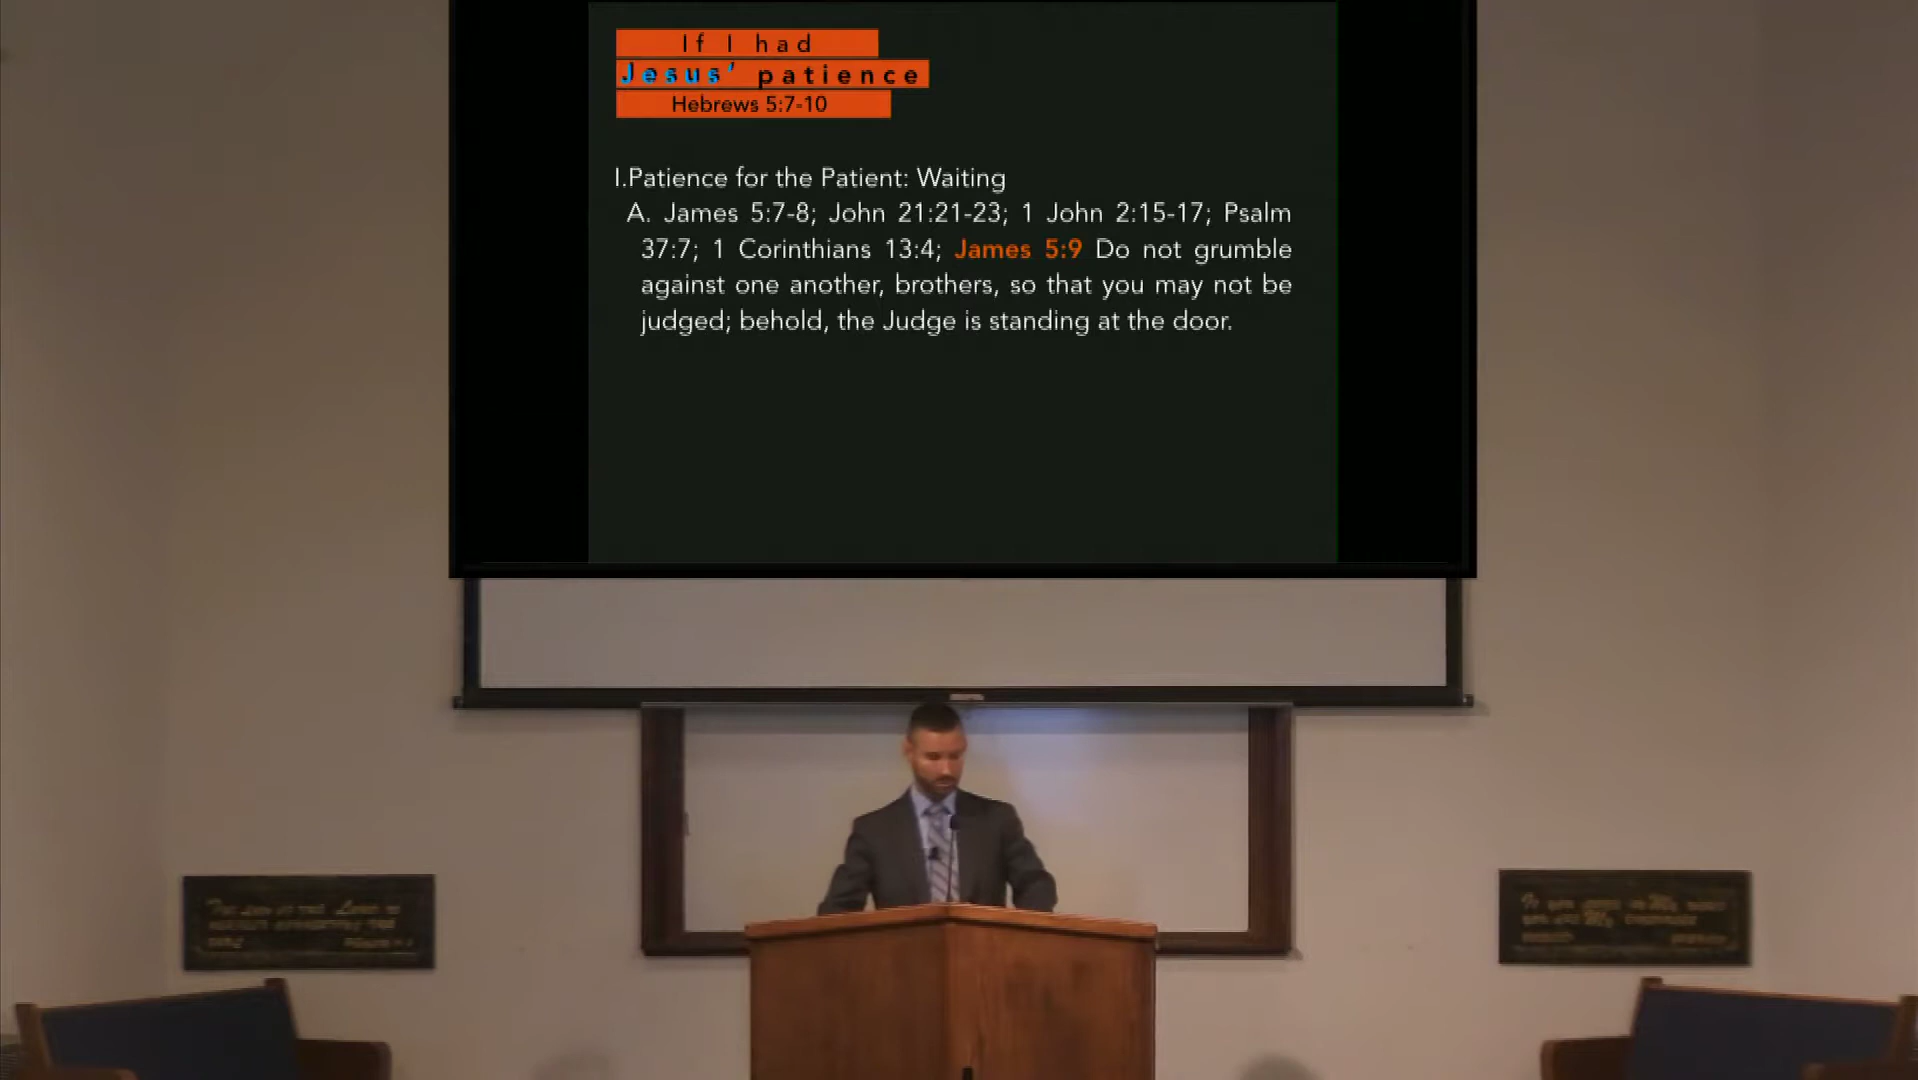 If I had
Jesus' patience
Hebrews 5:7-10
I.Patience for the Patient: Waiting
A. James 5:7-8; John 21:21-23; 1 John 2:15-17; Psalm
37:7; 1 Corinthians 13:4; James 5:9 Do not grumble
against one another, brothers, so that you may not be
judged; behold, the Judge is standing at the door.